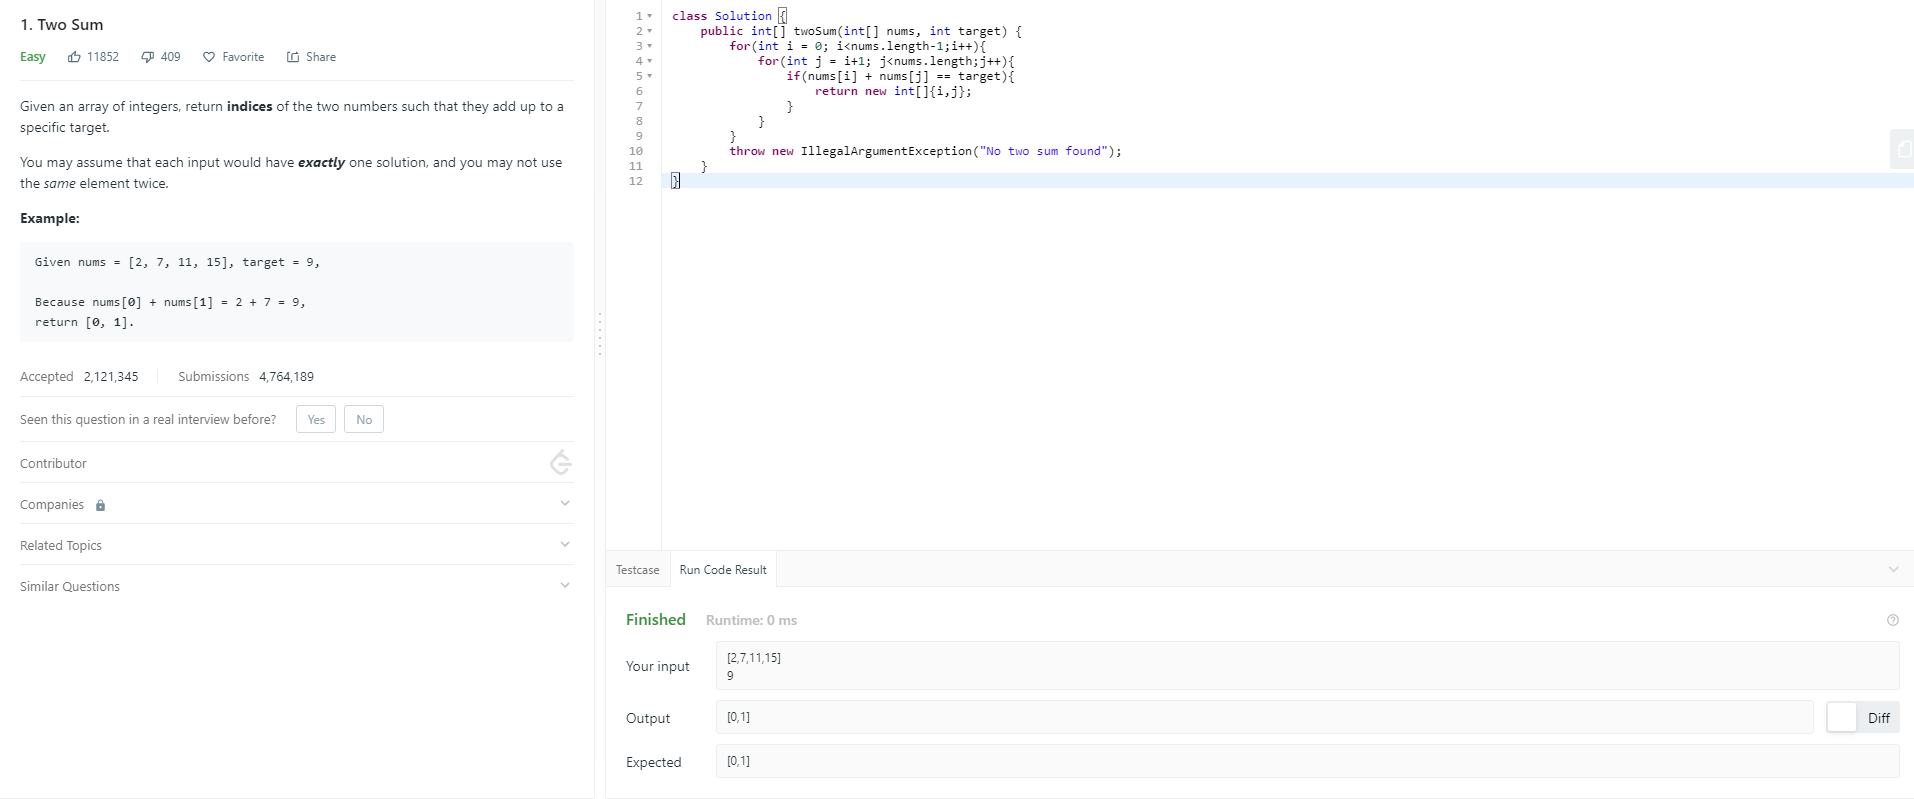 1. Two Sum
Easy 11852 409 Favorite Share
Given an array of integers, return indices of the two numbers such that they add up to a
specific target.
You may assume that each input would have exactly one solution, and you may not use
the same element twice.
Example:
Given nums = [2, 7, 11, 15], target = 9,
Because nums[0] + nums[1] = 2 + 7 = 9,
return [0, 1].
Accepted 2,121,345 Submissions 4,764,189
Seen this question in a real interview before? Yes No
Contributor
Companies
Related Topics
Similar Questions
1 class Solution {
2     public int[] twoSum(int[] nums, int target) {
3         for(int i = 0; i<nums.length-1;i++){
4             for(int j = i+1; j<nums.length;j++){
5                 if(nums[i] + nums[j] == target){
6                     return new int[]{i,j};
7                 }
8             }
9         }
10         throw new IllegalArgumentException("No two sum found");
11     }
12 }
Testcase Run Code Result
Finished Runtime: 0 ms
Your input
[2,7,11,15]
9
Output [0,1] Diff
Expected [0,1]